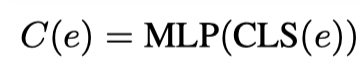 C(e) = MLP(CLS(e))